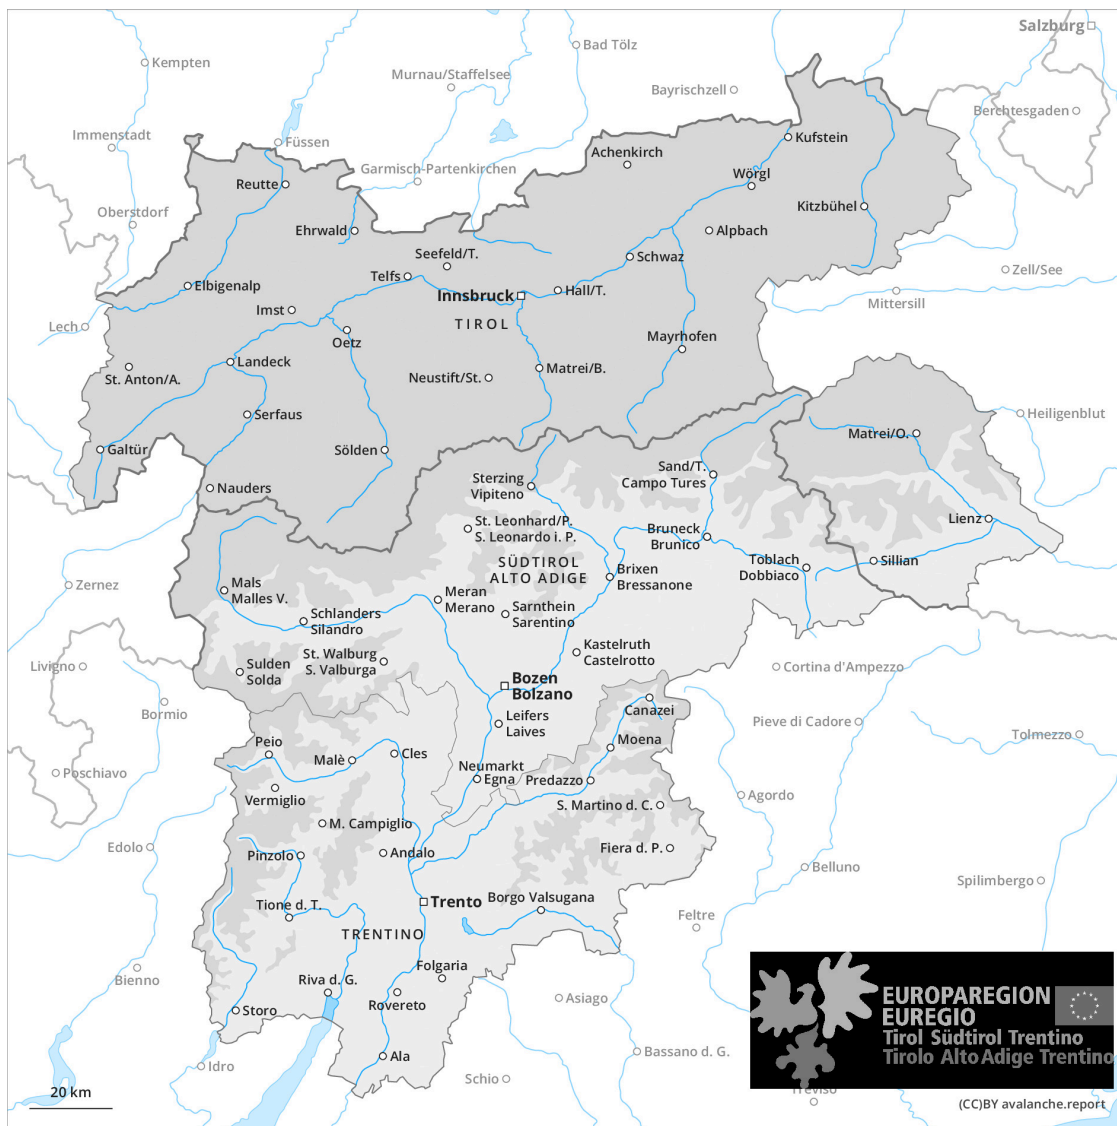 Salzburg
Bad Tölz
Kempten
Murnau/Staffelsee
Bayrischzell
Berchtesgaden
Immenstadt
Füssen
Kufstein
Achenkirch
Garmisch-Partenkirchen
Wörgl
Reutte
Oberstdorf
Kitzbühel
Ehrwald
Alpbach
Seefeld/T.
Schwaz
Telfs
Zell/See
Elbigenalp
Innsbruck
Hall/T.
Mittersill
Imst
TIROL
Lech
Oetz
Mayrhofen
Landeck
Matrei/B.
St. Anton/A.
Neustift/St.
Serfaus
Heiligenblut
Matrei/O.
Galtür
Sölden
Sand/T.
Campo Tures
Sterzing
Vipiteno
Nauders
Lienz
St. Leonhard/P.
S. Leonardo i. P.
Bruneck
Brunico
SÜDTIROL
ALTO ADIGE
Toblach
Dobbiaco
Sillian
Brixen
Bressanone
Zernez
Mals
Malles V.
Meran
Merano
Sarnthein
Sarentino
Schlanders
Silandro
Kastelruth
Castelrotto
St. Walburg
S. Valburga
Livigno
Sulden
Solda
Cortina d'Ampezzo
Bozen
Bolzano
Canazei
Bormio
Leifers
Laives
Pieve di Cadore
Tolmezzo
Peio
Moena
Cles
Malè
Poschiavo
Neumarkt
Egna
Predazzo
Vermiglio
Agordo
S. Martino d. C.
M. Campiglio
Edolo
Pinzolo
Andalo
Fiera d. P.
Belluno
Spilimbergo
Trento
Borgo Valsugana
Tione d. T.
Feltre
TRENTINO
Folgaria
Bienno
Riva d. G.
Rovereto
Asiago
Storo
EUROPAREGION
EUREGIO
Tirol Südtirol Trentino
Tirolo Alto Adige Trentino
Ala
Bassano d. G.
Idro
Schio
Treviso
20 km
(CC)BY avalanche.report